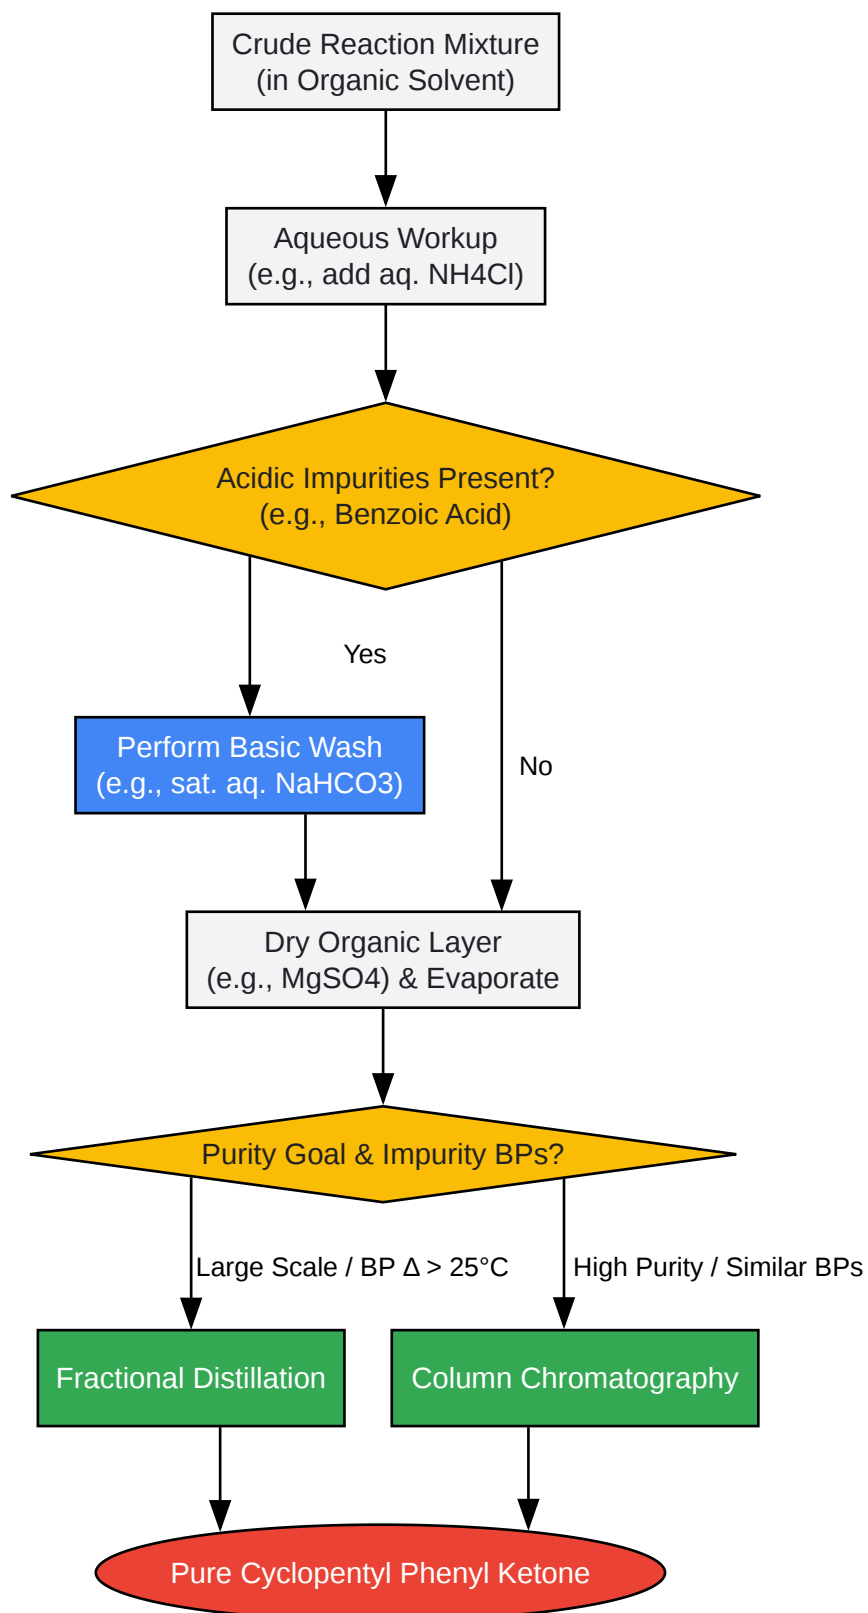 Crude Reaction Mixture
(in Organic Solvent)
Aqueous Workup
(e.g., add aq. NH4Cl)
Acidic Impurities Present?
(e.g., Benzoic Acid)
Yes
Perform Basic Wash
(e.g., sat. aq. NaHCO3)
No
Dry Organic Layer
(e.g., MgSO4) & Evaporate
Purity Goal & Impurity BPs?
Large Scale / BP Δ > 25°C
High Purity / Similar BPs
Fractional Distillation
Column Chromatography
Pure Cyclopentyl Phenyl Ketone